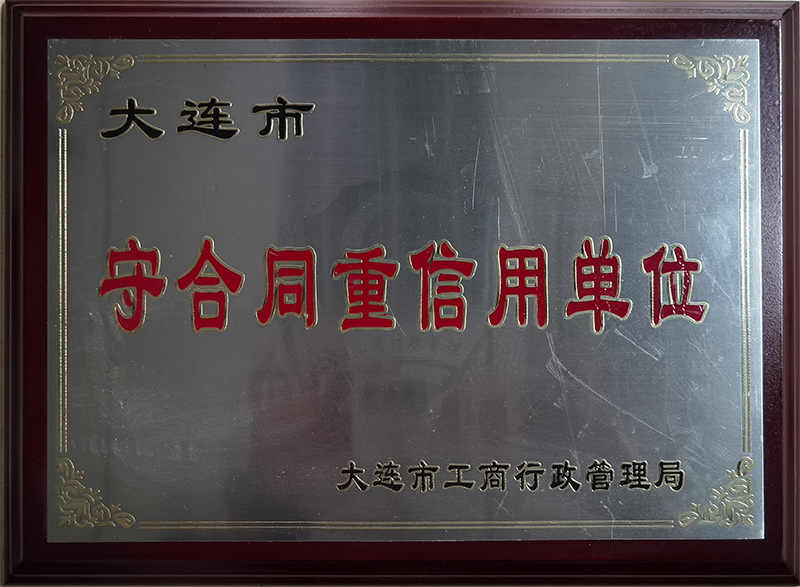 大连市
守合同重信用单位
大连市工商行政管理局